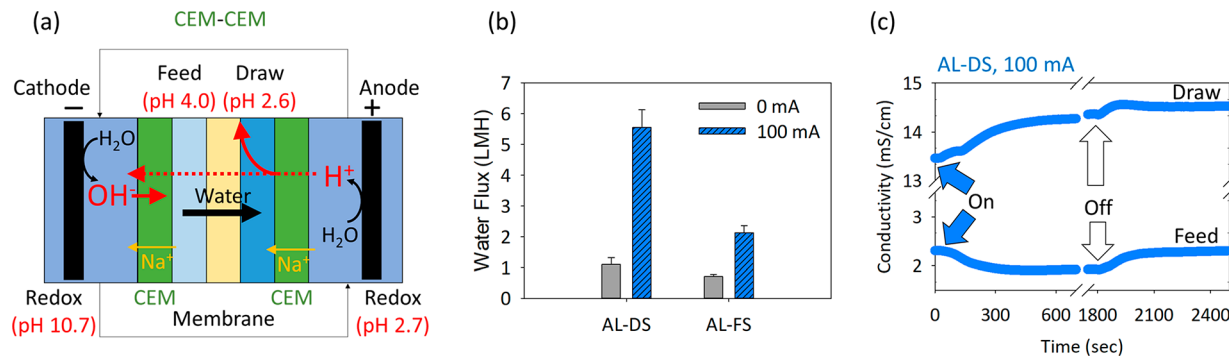 (a)
CEM-CEM
Feed
Draw
Cathode
(pH 4.0)
(pH 2.6)
Anode
−
+
H₂O
OH⁻
H⁺
Water
H₂O
Na⁺
Na⁺
Redox
CEM
CEM
Redox
(pH 10.7)
Membrane
(pH 2.7)
(b)
Water Flux (LMH)
7
6
5
4
3
2
1
0
0 mA
100 mA
AL-DS
AL-FS
(c)
AL-DS, 100 mA
Conductivity (mS/cm)
15
14
13
3
2
Draw
On
Off
Feed
0
300
600
1800
2100
2400
Time (sec)